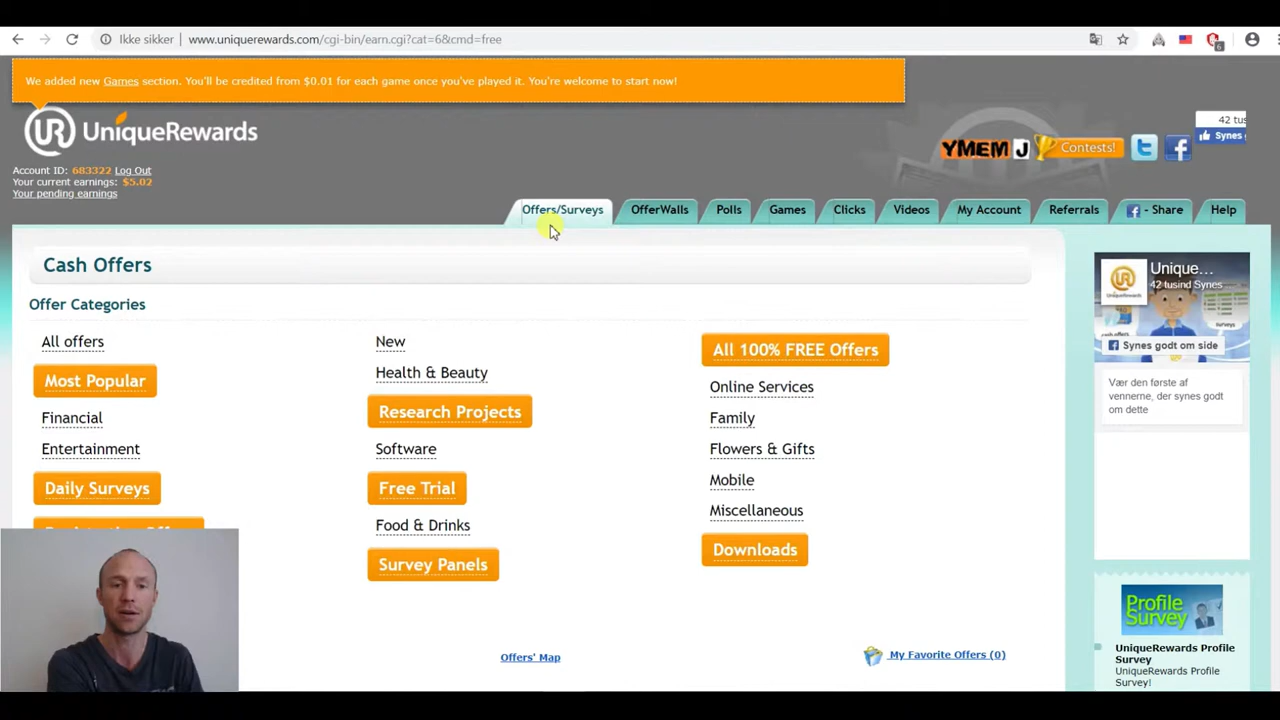 Ikke sikker
www.uniquerewards.com/cgi-bin/earn.cgi?cat=6&cmd=free
6
We added new Games section. You'll be credited from $0.01 for each game once you've played it. You're welcome to start now!
UR UniqueRewards
YMEM J
Contests!
42 tus
Synes
Account ID: 683322 Log Out
Your current earnings: $5.02
Your pending earnings
Offers/Surveys
OfferWalls
Polls
Games
Clicks
Videos
My Account
Referrals
- Share
Help
Cash Offers
Offer Categories
All offers
Most Popular
Financial
Entertainment
Daily Surveys
New
Health & Beauty
Research Projects
Software
Free Trial
Food & Drinks
Survey Panels
All 100% FREE Offers
Online Services
Family
Flowers & Gifts
Mobile
Miscellaneous
Downloads
Offers' Map
My Favorite Offers (0)
Unique...
42 tusind Synes
Synes godt om side
Vær den første af
vennerne, der synes godt
om dette
Profile
Survey
UniqueRewards Profile
Survey
UniqueRewards Profile
Survey!